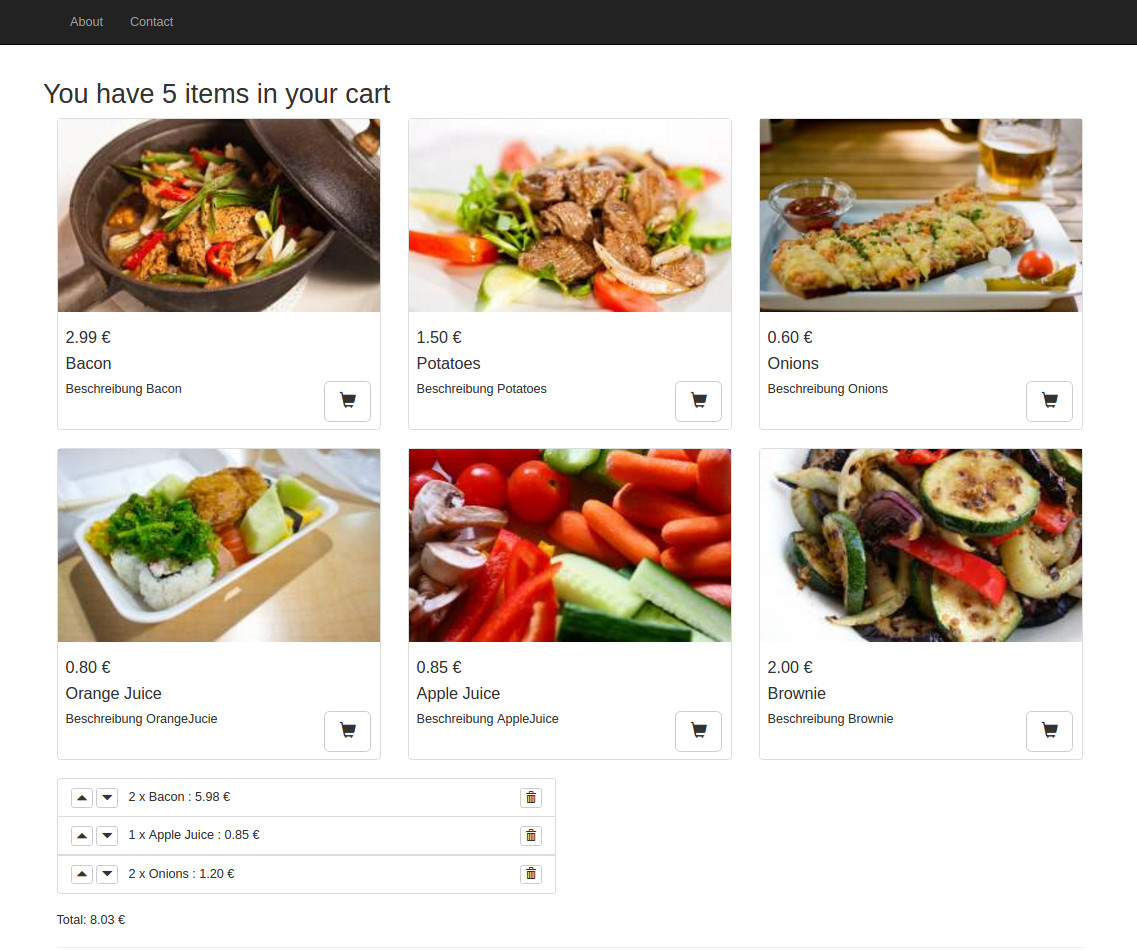 About Contact
You have 5 items in your cart
2.99 €
Bacon
Beschreibung Bacon
1.50 €
Potatoes
Beschreibung Potatoes
0.60 €
Onions
Beschreibung Onions
0.80 €
Orange Juice
Beschreibung OrangeJucie
0.85 €
Apple Juice
Beschreibung AppleJuice
2.00 €
Brownie
Beschreibung Brownie
2 x Bacon : 5.98 €
1 x Apple Juice : 0.85 €
2 x Onions : 1.20 €
Total: 8.03 €